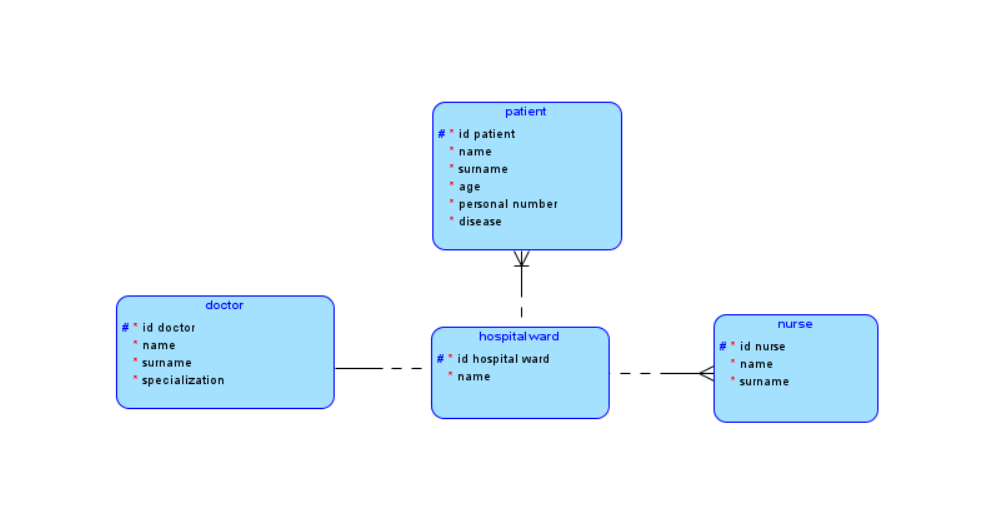 patient
# * id patient
* name
* surname
* age
* personal number
* disease
doctor
# * id doctor
* name
* surname
* specialization
hospital ward
# * id hospital ward
* name
nurse
# * id nurse
* name
* surname